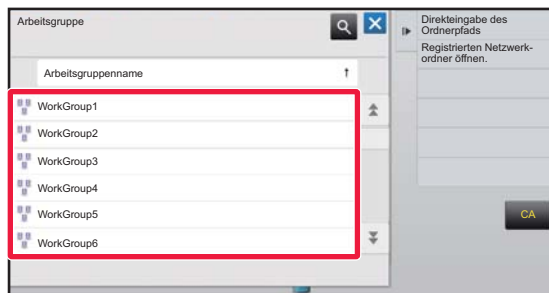 Arbeitsgruppe
Arbeitsgruppenname
WorkGroup1
WorkGroup2
WorkGroup3
WorkGroup4
WorkGroup5
WorkGroup6
Direkteingabe des
Ordnerpfads
Registrierten Netzwerk-
ordner öffnen.
CA